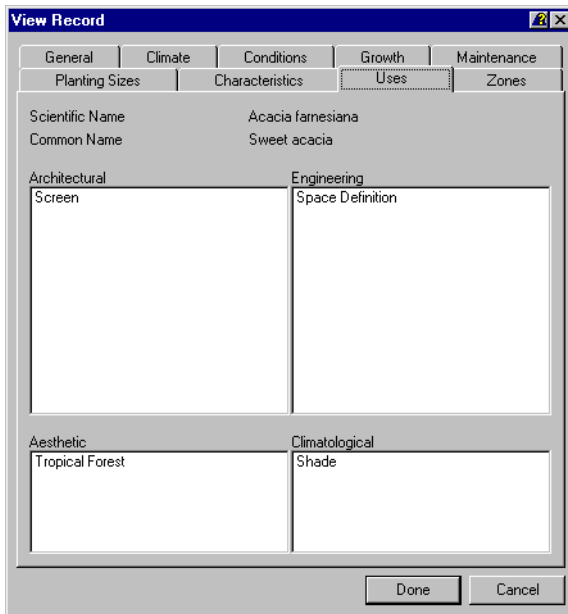 View Record
General Climate Conditions Growth Maintenance
Planting Sizes Characteristics Uses Zones
Scientific Name Acacia farnesiana
Common Name Sweet acacia
Architectural Engineering
Screen Space Definition
Aesthetic Climatological
Tropical Forest Shade
Done Cancel